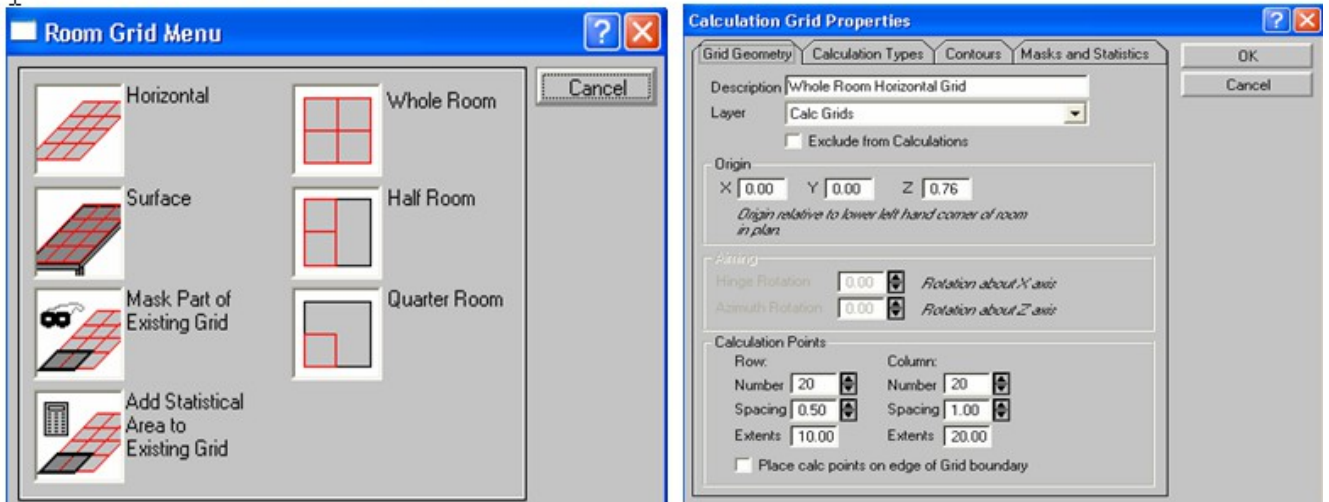 Room Grid Menu
Horizontal
Whole Room
Cancel
Surface
Half Room
Mask Part of
Existing Grid
Quarter Room
Add Statistical
Area to
Existing Grid
Calculation Grid Properties
Grid Geometry Calculation Types Contours Masks and Statistics
OK
Cancel
Description Whole Room Horizontal Grid
Layer Calc Grids
Exclude from Calculations
Origin
X 0.00 Y 0.00 Z 0.76
Origin relative to lower left hand corner of room
in plan.
Aiming
Hinge Rotation 0.00 Rotation about X axis
Azimuth Rotation 0.00 Rotation about Z axis
Calculation Points
Row: Column:
Number 20 Number 20
Spacing 0.50 Spacing 1.00
Extents 10.00 Extents 20.00
Place calc points on edge of Grid boundary